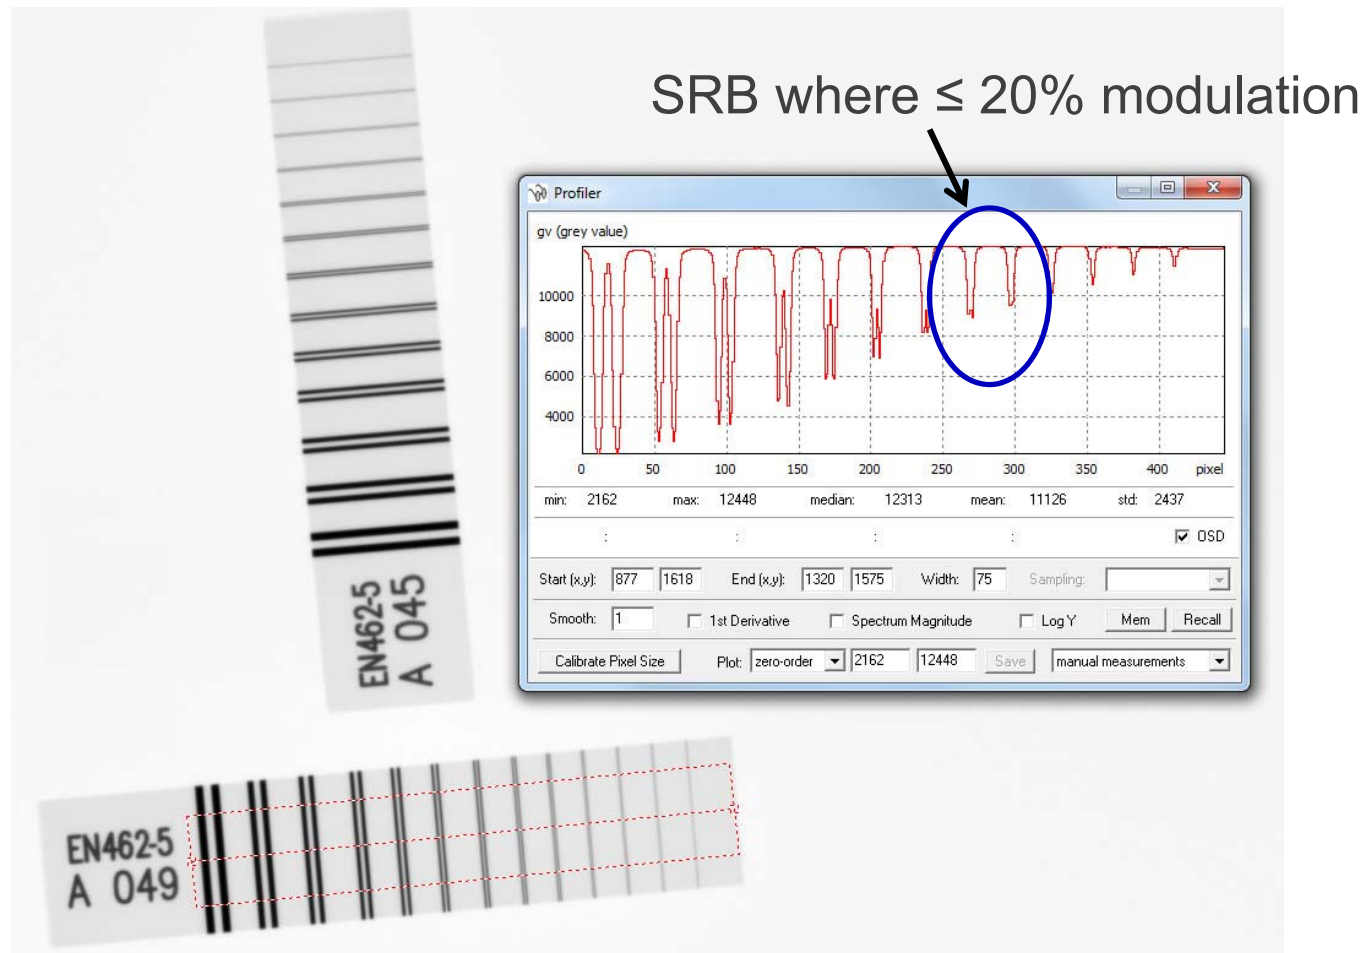 SRB where ≤ 20% modulation
Profiler
gv (grey value)
10000
8000
6000
4000
0 50 100 150 200 250 300 350 400 pixel
min: 2162 max: 12448 median: 12313 mean: 11126 std: 2437
: : : : OSD
Start (x,y): 877 1618 End (x,y): 1320 1575 Width: 75 Sampling:
Smooth: 1 1st Derivative Spectrum Magnitude Log Y Mem Recall
Calibrate Pixel Size Plot: zero-order 2162 12448 Save manual measurements
EN462-5
A 045
EN462-5
A 049